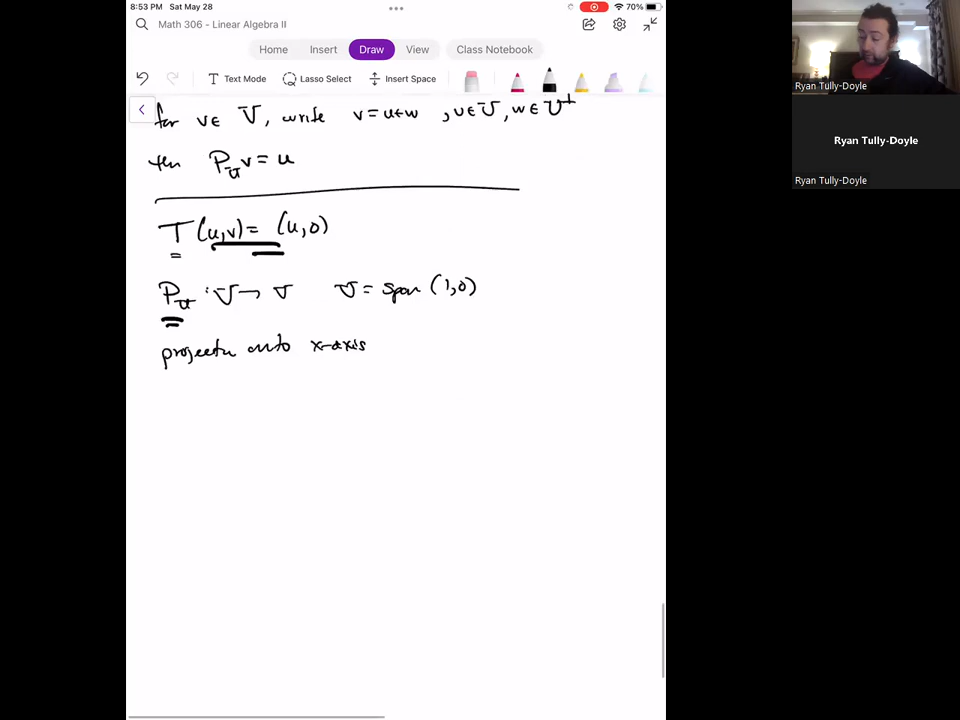 8:53 PM Sat May 28
70%
Math 306 - Linear Algebra II
Home Insert Draw View Class Notebook
Text Mode Lasso Select Insert Space
for v ∈ V, write v = u + w , u ∈ U, w ∈ U⊥
then P_U v = u
T(u,v) = (u,0)
P_U : V → U U = span (1,0)
projection onto x-axis
Ryan Tully-Doyle
Ryan Tully-Doyle
Ryan Tully-Doyle